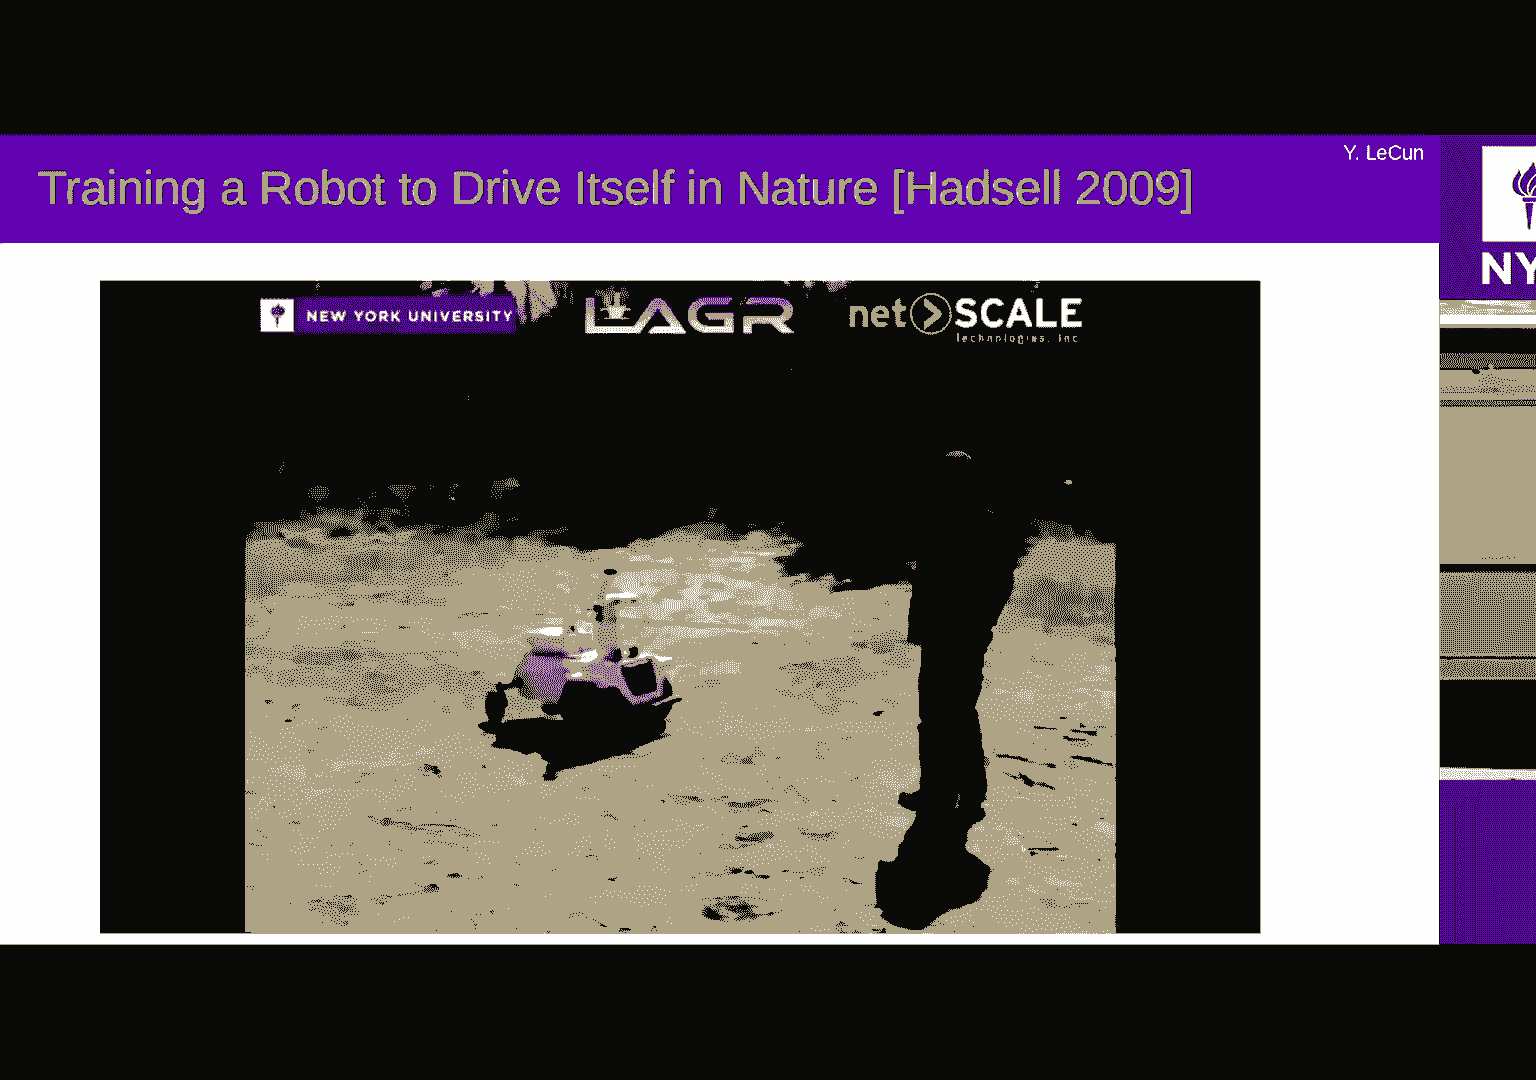 Y. LeCun
Training a Robot to Drive Itself in Nature [Hadsell 2009]
NEW YORK UNIVERSITY
LAGR
net SCALE
technologies, inc
NY